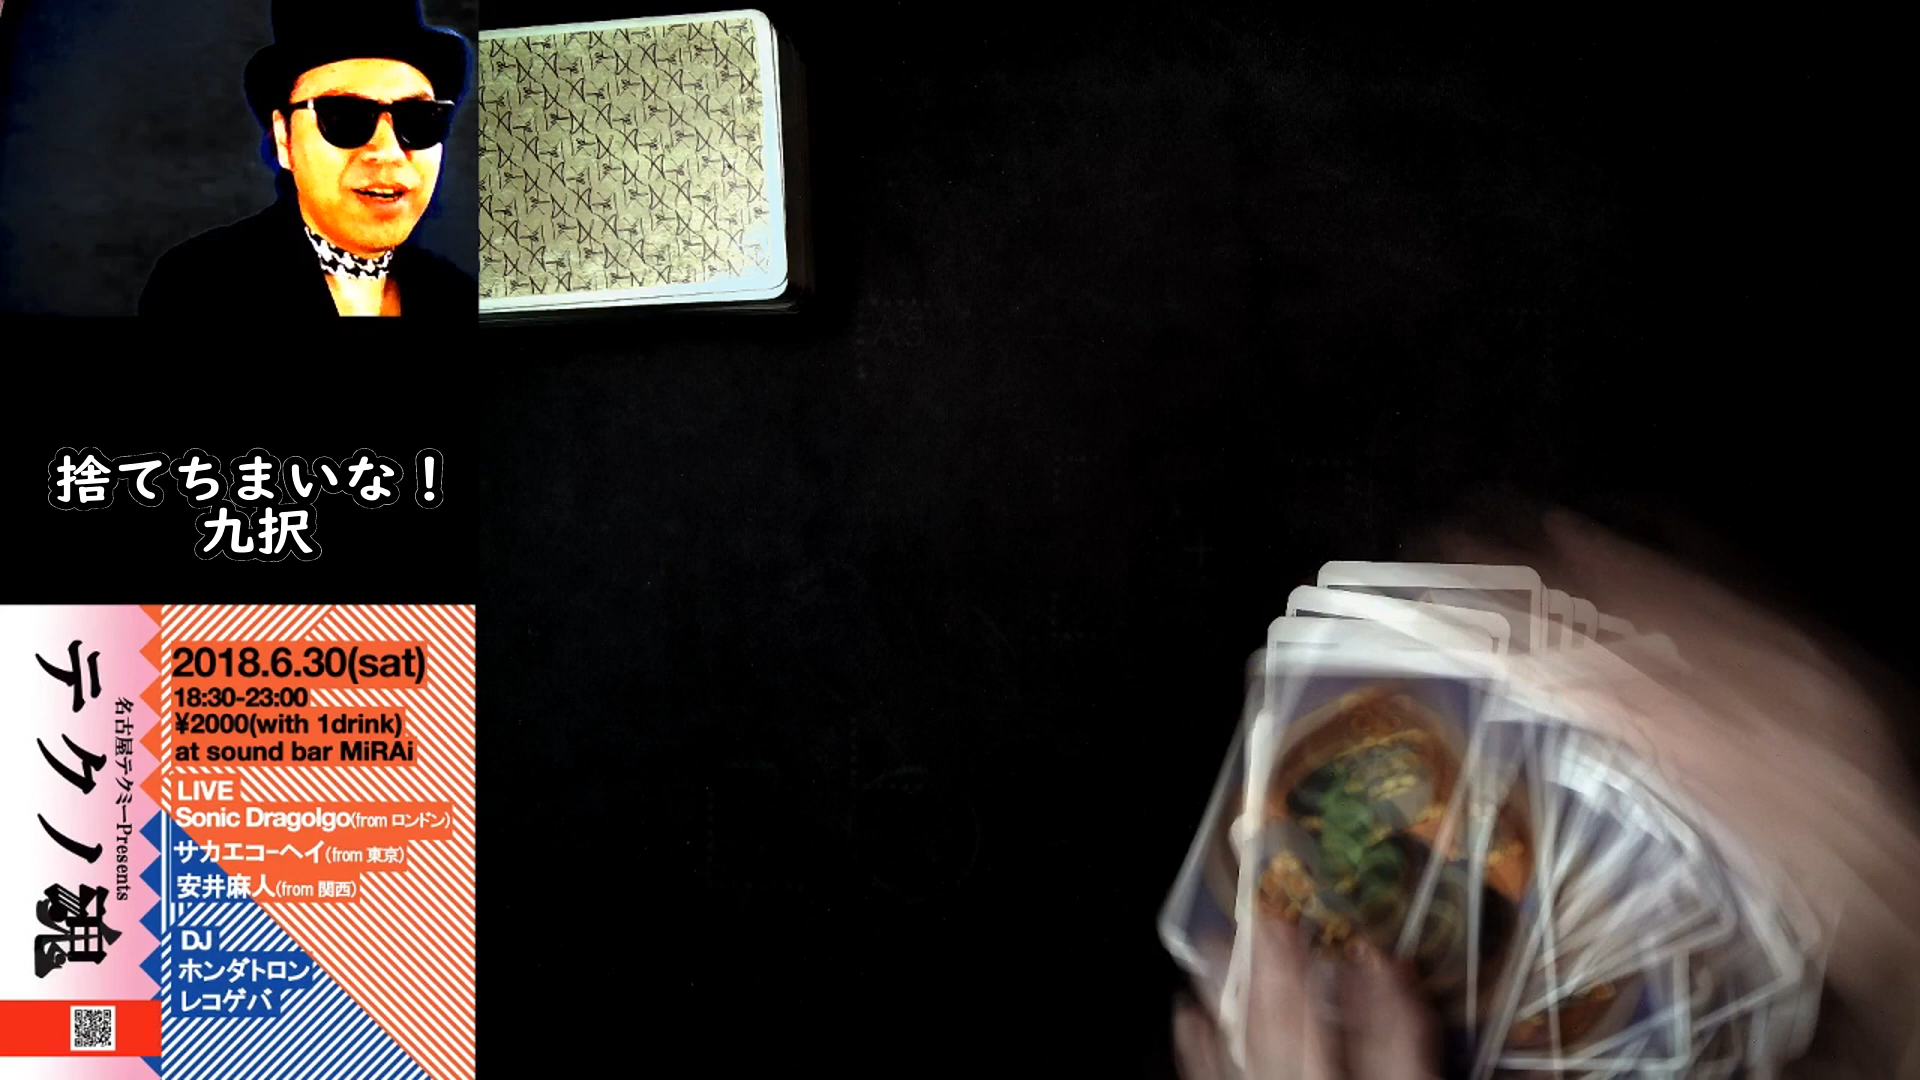 捨てちまいな！
九択
テクノ魂
名古屋テクミーPresents
2018.6.30(sat)
18:30-23:00
¥2000(with 1drink)
at sound bar MiRAi
LIVE
Sonic Dragolgo(from ロンドン)
サカエコーヘイ(from 東京)
安井麻人(from 関西)
DJ
ホンダトロン
レコゲバ